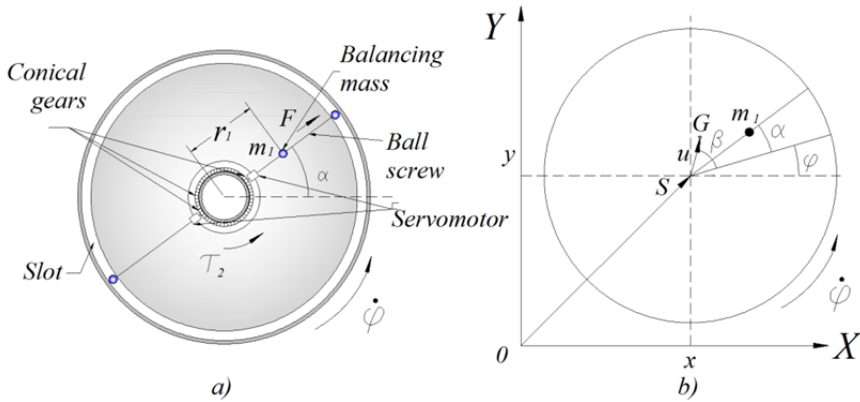 Conical
gears
Balancing
mass
F
r1
m1
Ball
screw
α
Servomotor
Slot
τ2
φ̇
a)
Y
G
m1
u
β
α
φ
y
S
φ̇
0
x
X
b)